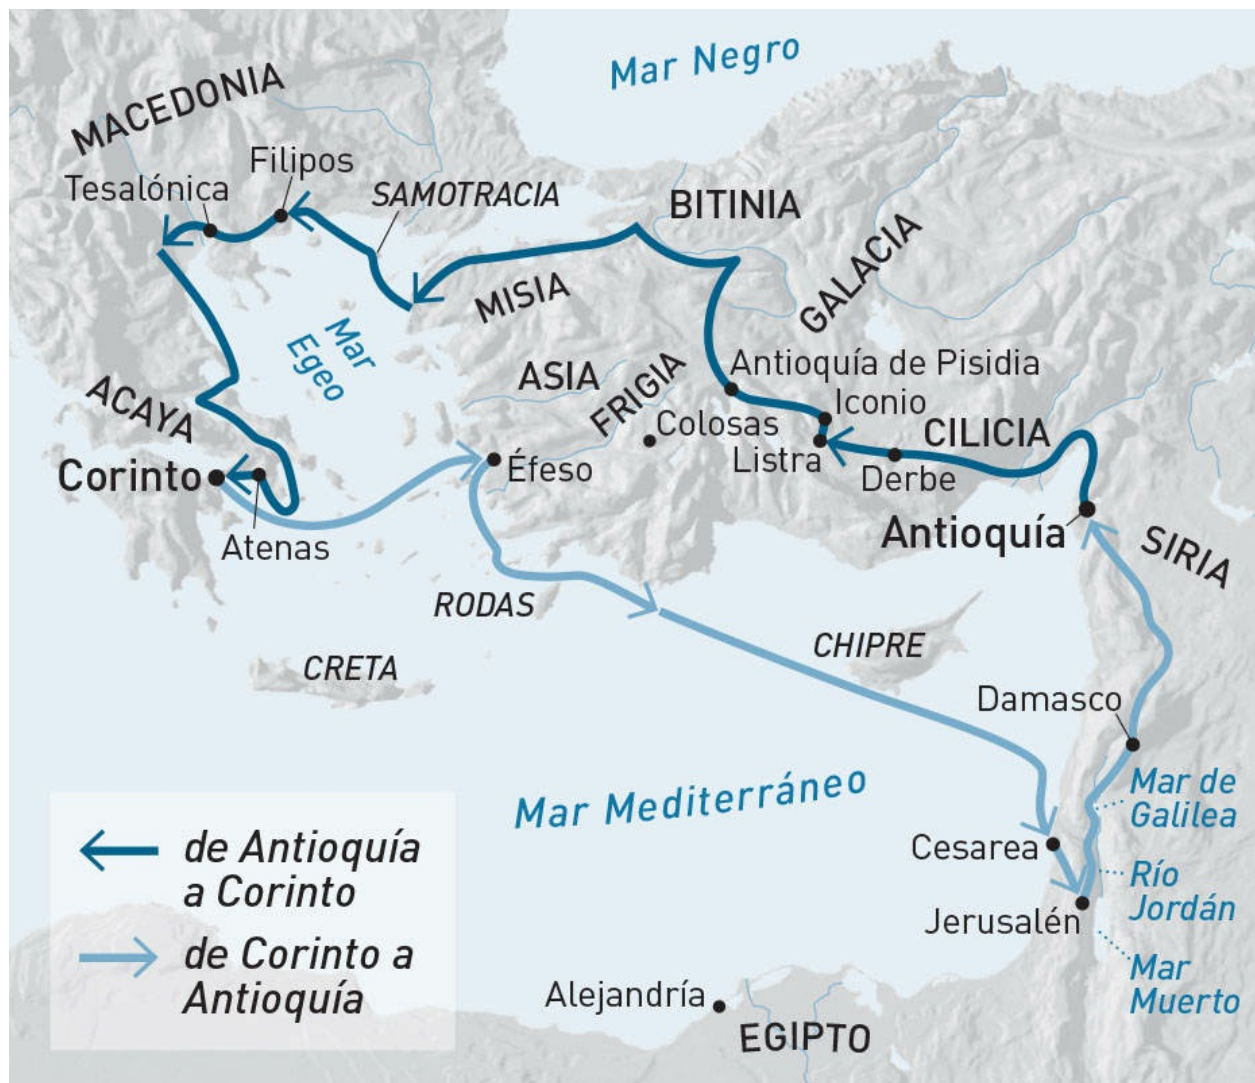 Mar Negro
MACEDONIA
Filipos
Tesalónica
SAMOTRACIA
BITINIA
GALACIA
MISIA
Mar
Egeo
ASIA
FRIGIA
Antioquía de Pisidia
Iconio
ACAYA
Colosas
CILICIA
Listra
Corinto
Éfeso
Derbe
Atenas
Antioquía
SIRIA
RODAS
CHIPRE
CRETA
Damasco
Mar Mediterráneo
Mar de
Galilea
Cesarea
Río
Jordán
Jerusalén
Mar
Muerto
Alejandría
EGIPTO
de Antioquía
a Corinto
de Corinto a
Antioquía